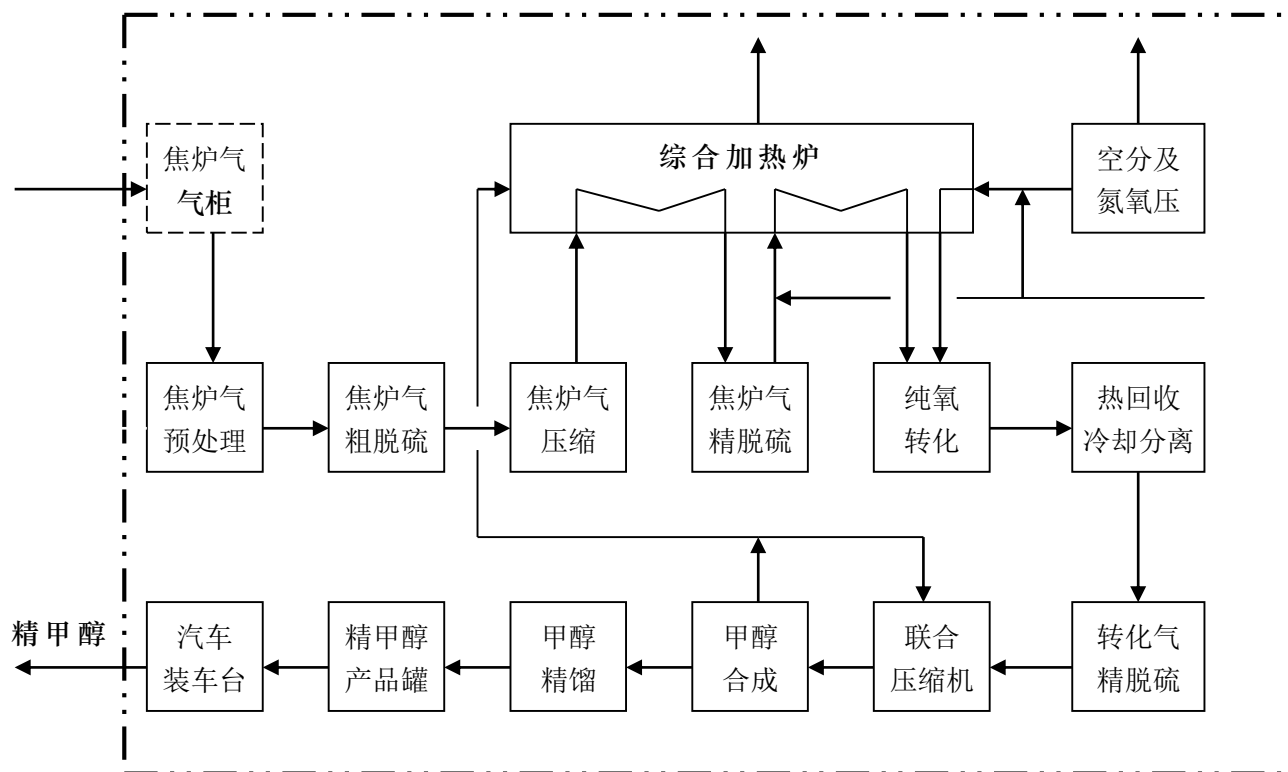 综合加热炉
焦炉气
气柜
空分及
氮氧压
焦炉气
预处理
焦炉气
粗脱硫
焦炉气
压缩
焦炉气
精脱硫
纯氧
转化
热回收
冷却分离
精甲醇
汽车
装车台
精甲醇
产品罐
甲醇
精馏
甲醇
合成
联合
压缩机
转化气
精脱硫